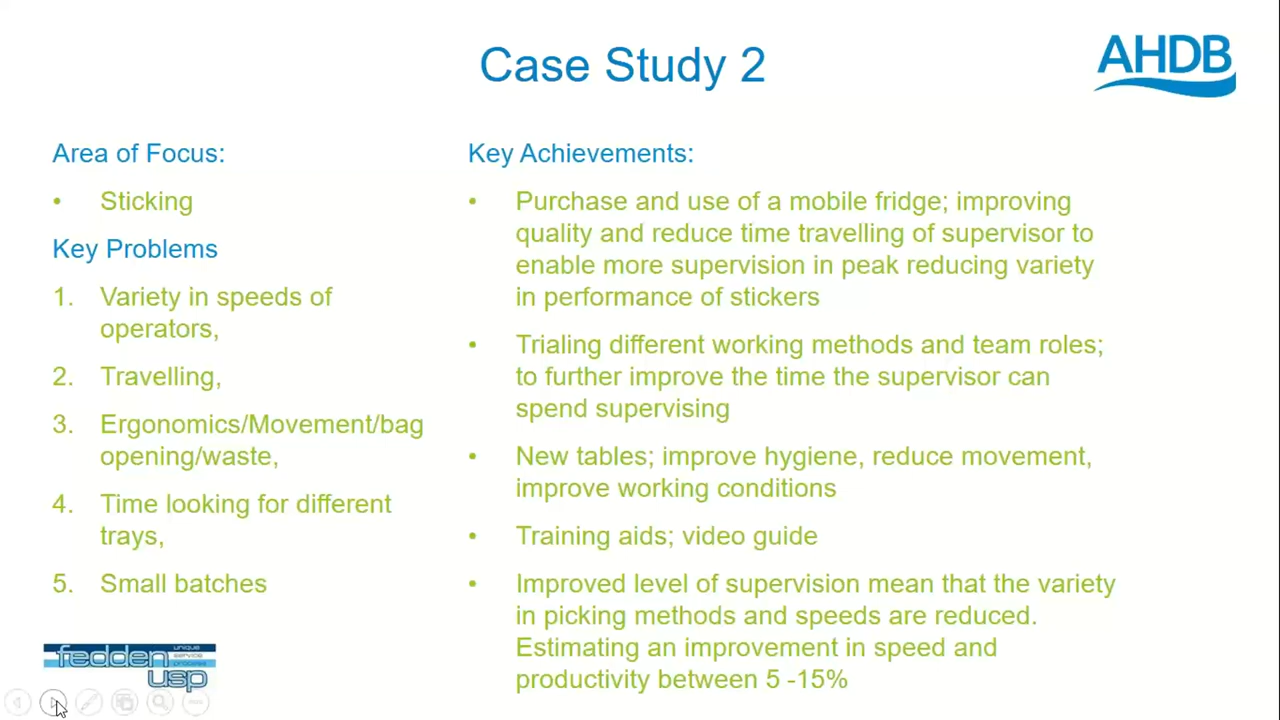 Case Study 2
AHDB
Area of Focus:
• Sticking
Key Problems
1. Variety in speeds of
operators,
2. Travelling,
3. Ergonomics/Movement/bag
opening/waste,
4. Time looking for different
trays,
5. Small batches
Key Achievements:
• Purchase and use of a mobile fridge; improving
quality and reduce time travelling of supervisor to
enable more supervision in peak reducing variety
in performance of stickers
• Trialing different working methods and team roles;
to further improve the time the supervisor can
spend supervising
• New tables; improve hygiene, reduce movement,
improve working conditions
• Training aids; video guide
• Improved level of supervision mean that the variety
in picking methods and speeds are reduced.
Estimating an improvement in speed and
productivity between 5 -15%
fedden
usp
unique
service
process